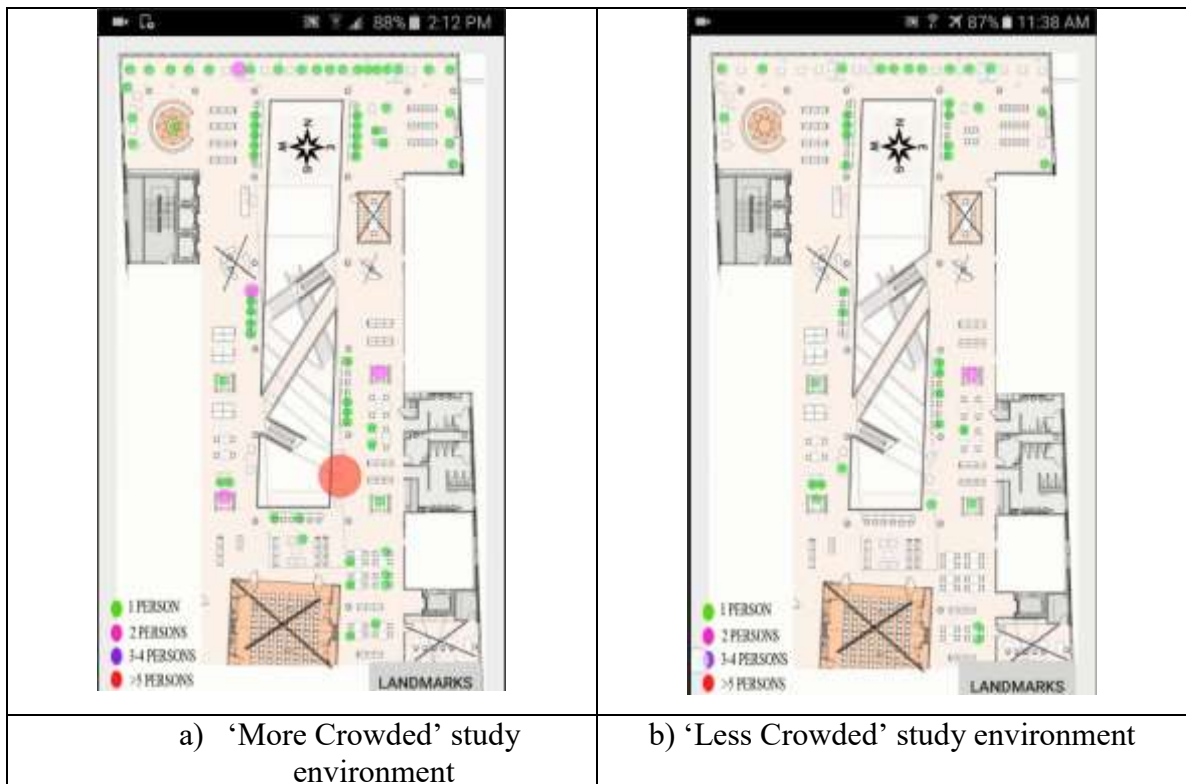 88% 2:12 PM
N
W E
S
1 PERSON
2 PERSONS
3-4 PERSONS
>5 PERSONS
LANDMARKS
87% 11:38 AM
N
W E
S
1 PERSON
2 PERSONS
3-4 PERSONS
>5 PERSONS
LANDMARKS
a) ‘More Crowded’ study
environment
b) ‘Less Crowded’ study environment